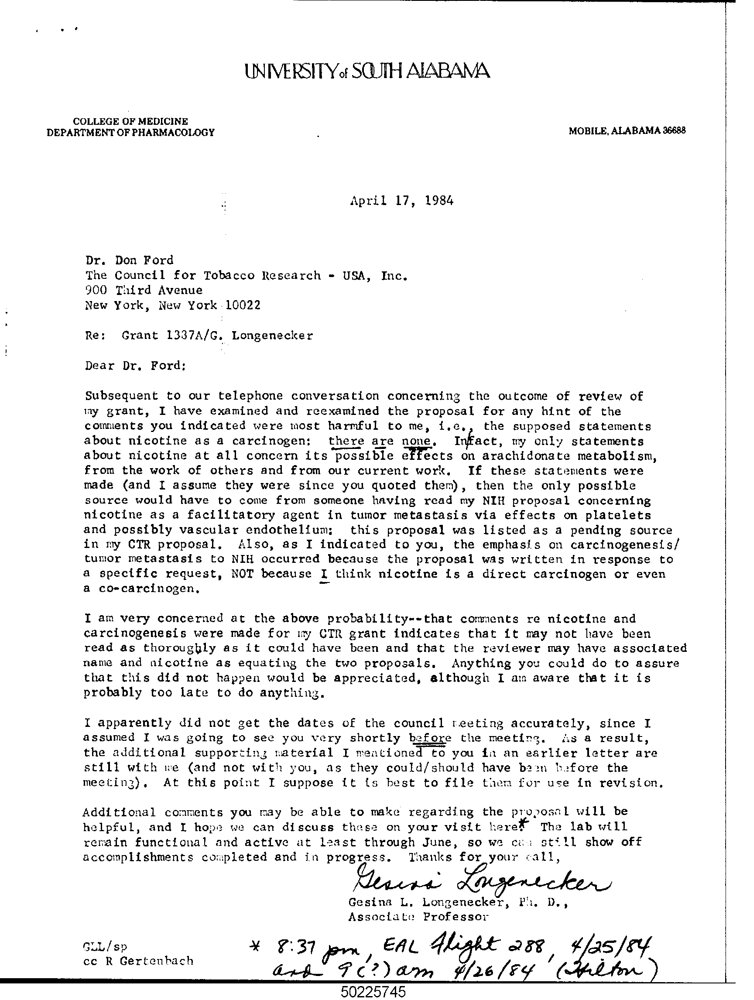 UNIVERSITY of SOUTH ALABAMA
COLLEGE OF MEDICINE
DEPARTMENT OF PHARMACOLOGY
MOBILE, ALABAMA 36688
April 17, 1984
Dr. Don Ford
The Council for Tobacco Research - USA, Inc.
900 Third Avenue
New York, New York 10022
Re: Grant 1337A/G. Longenecker
Dear Dr. Ford:
Subsequent to our telephone conversation concerning the outcome of review of
my grant, I have examined and reexamined the proposal for any hint of the
comments you indicated were most harmful to me, i.e., the supposed statements
about nicotine as a carcinogen: there are none. Infact, my only statements
about nicotine at all concern its possible effects on arachidonate metabolism,
from the work of others and from our current work. If these statements were
made (and I assume they were since you quoted them), then the only possible
source would have to come from someone having read my NIH proposal concerning
nicotine as a facilitatory agent in tumor metastasis via effects on platelets
and possibly vascular endothelium: this proposal was listed as a pending source
in my CTR proposal. Also, as I indicated to you, the emphasis on carcinogenesis/
tumor metastasis to NIH occurred because the proposal was written in response to
a specific request, NOT because I think nicotine is a direct carcinogen or even
a co-carcinogen.
I am very concerned at the above probability--that comments re nicotine and
carcinogenesis were made for my CTR grant indicates that it may not have been
read as thoroughly as it could have been and that the reviewer may have associated
name and nicotine as equating the two proposals. Anything you could do to assure
that this did not happen would be appreciated, although I am aware that it is
probably too late to do anything.
I apparently did not get the dates of the council meeting accurately, since I
assumed I was going to see you very shortly before the meeting. As a result,
the additional supporting material I mentioned to you in an earlier letter are
still with me (and not with you, as they could/should have been before the
meeting). At this point I suppose it is best to file them for use in revision.
Additional comments you may be able to make regarding the proposal will be
helpful, and I hope we can discuss these on your visit here.* The lab will
remain functional and active at least through June, so we can still show off
accomplishments completed and in progress. Thanks for your call,
Gesina Longenecker
Gesina L. Longenecker, Ph. D.,
Associate Professor
GLL/sp
cc R Gertenbach
* 8:37 pm, EAL flight 288, 4/25/84
and 9(?) am 4/26/84 (Hilton)
50225745